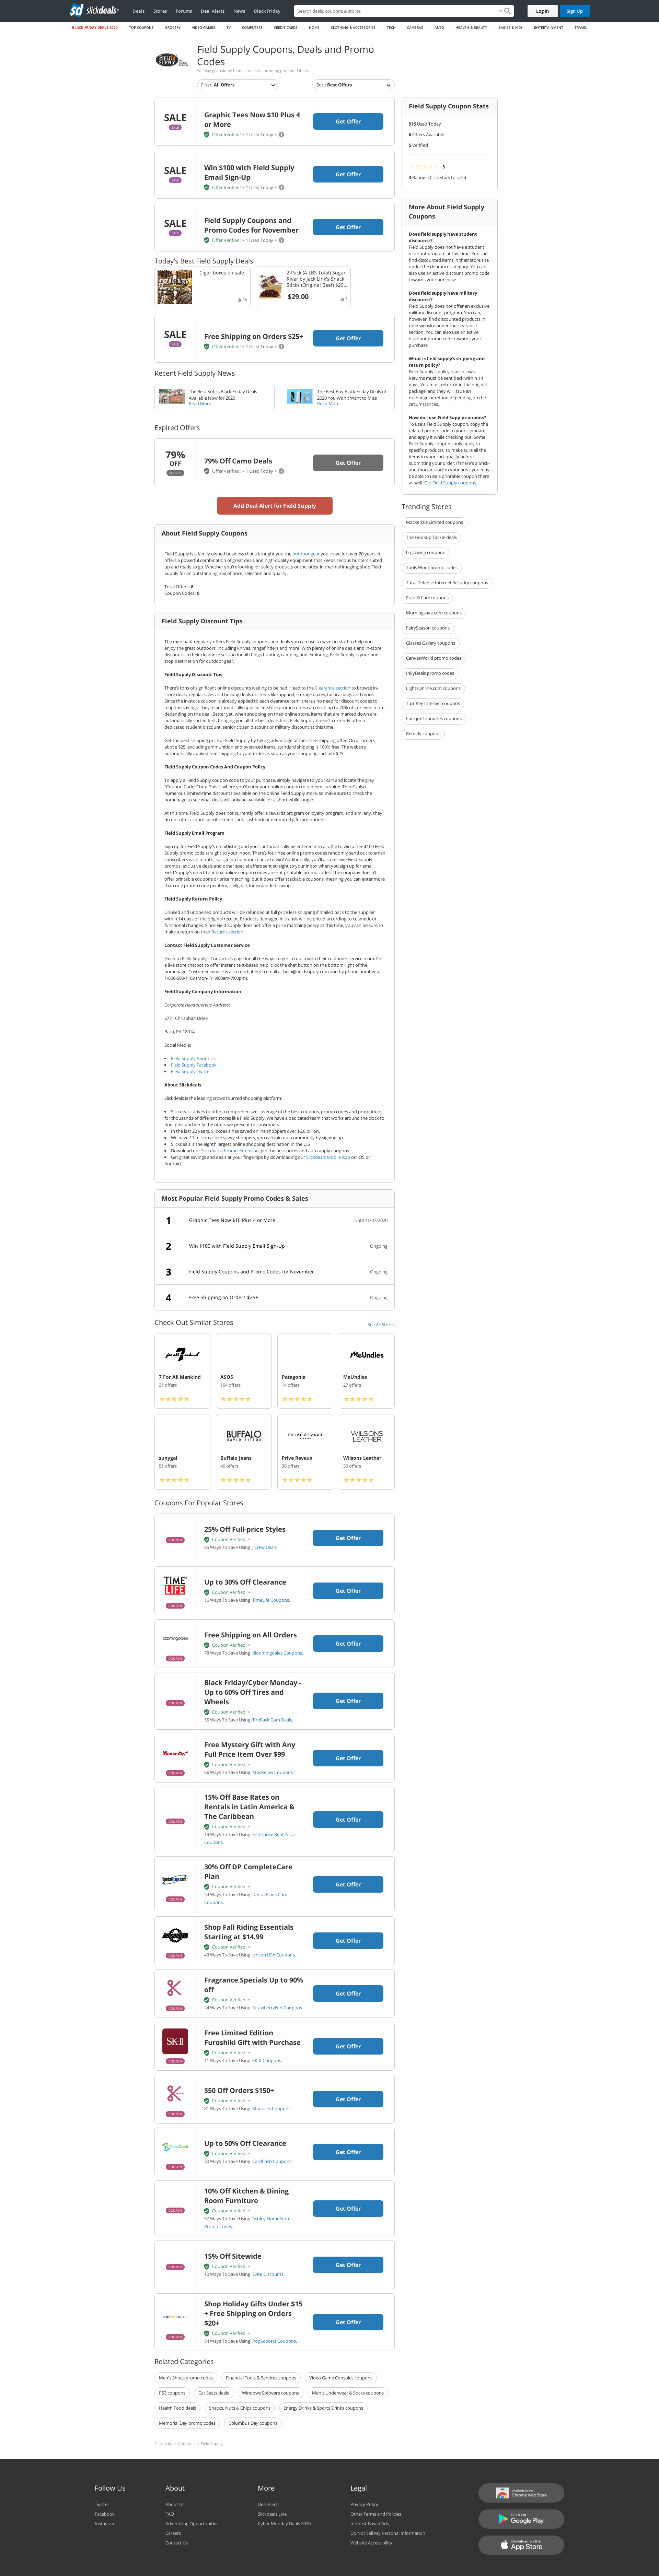 slickdeals
Deals Stores Forums Deal Alerts News Black Friday
Search deals, coupons & stores
Log In Sign Up
BLACK FRIDAY DEALS 2020 TOP COUPONS GROCERY VIDEO GAMES TV COMPUTERS CREDIT CARDS HOME CLOTHING & ACCESSORIES TECH CAMERAS AUTO HEALTH & BEAUTY BABIES & KIDS ENTERTAINMENT TRAVEL
FIELD SUPPLY
Field Supply Coupons, Deals and Promo
Codes
We may get paid by brands or deals, including promoted items.
Filter: All Offers
Sort: Best Offers
SALE
SALE
Graphic Tees Now $10 Plus 4
or More
Offer Verified! • 1 Used Today •
Get Offer
SALE
SALE
Win $100 with Field Supply
Email Sign-Up
Offer Verified! • 1 Used Today •
Get Offer
SALE
SALE
Field Supply Coupons and
Promo Codes for November
Offer Verified! • 1 Used Today •
Get Offer
Today's Best Field Supply Deals
Cigar boxes on sale
2-Pack (4-LBS Total) Sugar
River by Jack Link's Snack
Sticks (Original Beef) $29...
$29.00
SALE
SALE
Free Shipping on Orders $25+
Offer Verified! • 1 Used Today •
Get Offer
Recent Field Supply News
The Best Kohl's Black Friday Deals
Available Now for 2020
Read More
The Best Buy Black Friday Deals of
2020 You Won't Want to Miss
Read More
Expired Offers
79%
OFF
EXPIRED
79% Off Camo Deals
Offer Verified! • 1 Used Today •
Get Offer
Add Deal Alert for Field Supply
About Field Supply Coupons
Field Supply is a family owned business that's brought you the outdoor gear you crave for over 20 years. It
offers a powerful combination of great deals and high-quality equipment that keeps serious hunters coming
back for more. Whether you're looking for your gateway safety products or the latest in thermal imaging, trust Field
Supply for an outstanding mix of price, selection and quality.
Total Offers: 6
Coupon Codes: 0
Field Supply Discount Tips
The merchant regularly offers Field Supply coupons and deals you can use to save on stuff to help you
enjoy the great outdoors, including knives, rangefinders and more. With plenty of online deals and in-store
discounts in their clearance section for all things hunting, camping and exploring, Field Supply is your one-
stop destination for outdoor gear.
Field Supply Discount Tips
There's tons of significant online discounts waiting to be had. Head to the Clearance section to browse in-
store deals, regular sales and holiday deals on items like apparel, storage boxes, tactical bags and more.
Since the deals are already applied to each clearance item, there's no need for discount codes to
reap the savings-they're automatically applied from online promo codes to already reduced merchandise.
Since the deal. Better yet, when applying on their online store, items that are marked as discounted are
automatically sorted first, bringing you all the discounts first. Field Supply doesn't currently offer a
dedicated military discount, senior citizen discount or military discount.
Get the best shipping price at Field Supply by taking advantage of their free shipping offer. On all orders
above $25, excluding ammunition and oversize items, standard shipping is 100% free. The website
automatically applied free shipping to your order as soon as your shopping cart hits $25
Field Supply Coupon Codes And Coupon Policy
To apply a Field Supply coupon code to your purchase, simply navigate to your cart and locate the grey
"Coupon Codes" box. This is where you'll enter your online coupon to redeem its value. There's also
numerous limited-time discounts available on the online Field Supply store, so make sure to check the
homepage to see what deals will be available for a short while longer.
At this time, Field Supply does not currently offer a rewards program or loyalty program, and similarly, they
do not offer a store-specific credit card, cashback discounts or additional gift options.
Field Supply Email Program
Sign up for Field Supply's email listing and you'll automatically be entered into a raffle to win a free $100 Field
Supply promo code straight to your inbox. There's four free online promo codes randomly sent out to email
subscribers each month, so sign up for your chance to win! Additionally, you'll also receive Field Supply
promos, exclusive deals and other special offers that will automatically be sent straight to your email. Field
Supply's direct-to-inbox online coupon codes are not printable promo codes. The company doesn't
offer printable coupons or price matching, but it does offer stackable coupons, meaning you can enter more
than one promo code per item, if eligible, for expanded savings.
Field Supply Return Policy
Unused and unopened products will be refunded at full price less shipping if mailed back to the supplier
within 14 days of the original receipt. Products damaged in-transit will be priced according to cosmetic
changes. Since Field Supply does not offer a price matching policy at this time, you can be sure to make a return on their Returns section.
Contact Field Supply Customer Service
Head to Field Supply's Contact Us page for all the ways to get in touch with their customer service team. For
online shoppers who'd prefer to offer instant text-based help, click the chat button on the right of the
homepage. Customer service is also reachable via email at help@fieldsupply.com and by phone number at
1-800-509-1169 (Mon-Fri 9:00am-7:00pm).
Field Supply Company Information
Corporate Headquarters Address:
6771 Chrisphalt Drive
Bath, PA 18014
Social Media:
• Field Supply About Us
• Field Supply Facebook
• Field Supply Twitter
About Slickdeals
Slickdeals is the leading crowdsourced shopping platform:
• Slickdeals strives to offer a comprehensive coverage of the best coupons, promo codes and promotions
for thousands of different stores like Field Supply. We have a dedicated team that works around the clock to
find, post and verify the offers we present to consumers.
• In the last 20 years, Slickdeals has saved online shoppers over $6.8 billion.
• We have 11 million active savvy shoppers, you can join our community by signing up.
• Slickdeals is the eighth largest online shopping destination in the U.S
• Download our Slickdeals chrome extension, get the best prices and auto apply coupons.
• Get great savings and deals at your fingertips by downloading our Slickdeals Mobile App on iOS or
Android.
Most Popular Field Supply Promo Codes & Sales
1 Graphic Tees Now $10 Plus 4 or More Until 11/07/2020
2 Win $100 with Field Supply Email Sign-Up Ongoing
3 Field Supply Coupons and Promo Codes for November Ongoing
4 Free Shipping on Orders $25+ Ongoing
Check Out Similar Stores See All Stores
7 For All Mankind
31 offers
ASOS
104 offers
Patagonia
14 offers
MeUndies
MeUndies
27 offers
sunygal
51 offers
BUFFALO
DAVID BITTON
Buffalo Jeans
46 offers
PRIVÉ REVAUX
Prive Revaux
36 offers
WILSONS
LEATHER
Wilsons Leather
30 offers
Coupons For Popular Stores
COUPON
25% Off Full-price Styles
Coupon Verified! •
65 Ways To Save Using J.Crew Deals.
Get Offer
TIME
LIFE
COUPON
Up to 30% Off Clearance
Coupon Verified! •
16 Ways To Save Using TimeLife Coupons.
Get Offer
bloomingdales
COUPON
Free Shipping on All Orders
Coupon Verified! •
78 Ways To Save Using Bloomingdales Coupons.
Get Offer
COUPON
Black Friday/Cyber Monday -
Up to 60% Off Tires and
Wheels
Coupon Verified! •
55 Ways To Save Using TireRack.Com Deals.
Get Offer
Moosejaw
COUPON
Free Mystery Gift with Any
Full Price Item Over $99
Coupon Verified! •
66 Ways To Save Using Moosejaw Coupons.
Get Offer
COUPON
15% Off Base Rates on
Rentals in Latin America &
The Caribbean
Coupon Verified! •
19 Ways To Save Using Enterprise Rent-A-Car
Coupons.
Get Offer
DentalPlans.com
COUPON
30% Off DP CompleteCare
Plan
Coupon Verified! •
54 Ways To Save Using DentalPlans.Com
Coupons.
Get Offer
COUPON
Shop Fall Riding Essentials
Starting at $14.99
Coupon Verified! •
43 Ways To Save Using Jenson USA Coupons.
Get Offer
COUPON
Fragrance Specials Up to 90%
off
Coupon Verified! •
24 Ways To Save Using StrawberryNet Coupons.
Get Offer
SK-II
COUPON
Free Limited Edition
Furoshiki Gift with Purchase
Coupon Verified! •
11 Ways To Save Using SK-II Coupons.
Get Offer
COUPON
$50 Off Orders $150+
Coupon Verified! •
81 Ways To Save Using Maurices Coupons.
Get Offer
CardCash
COUPON
Up to 50% Off Clearance
Coupon Verified! •
30 Ways To Save Using CardCash Coupons.
Get Offer
COUPON
10% Off Kitchen & Dining
Room Furniture
Coupon Verified! •
57 Ways To Save Using Ashley HomeStore
Promo Codes.
Get Offer
COUPON
15% Off Sitewide
Coupon Verified! •
10 Ways To Save Using Evite Discounts.
Get Offer
POPSOCKETS
COUPON
Shop Holiday Gifts Under $15
+ Free Shipping on Orders
$20+
Coupon Verified! •
54 Ways To Save Using PopSockets Coupons.
Get Offer
Related Categories
Men's Shoes promo codes Financial Tools & Services coupons Video Game Consoles coupons
PS3 coupons Car Seats deals Windows Software coupons Men's Underwear & Socks coupons
Health Food deals Snacks, Nuts & Chips coupons Energy Drinks & Sports Drinks coupons
Memorial Day promo codes Columbus Day coupons
Slickdeals > Coupons > Field Supply
Field Supply Coupon Stats
915 Used Today
6 Offers Available
5 Verified
5
3 Ratings (Click stars to rate)
More About Field Supply
Coupons
Does field supply have student
discounts?
Field Supply does not have a student
discount program at this time. You can
find discounted items in their store site
under the clearance category. You can
also use an active discount promo code
towards your purchase
Does field supply have military
discounts?
Field Supply does not offer an exclusive
military discount program. You can,
however, find discounted products in
their website under the clearance
section. You can also use an active
discount promo code toward your
purchase
What is field supply's shipping and
return policy?
Field Supply's policy is as follows:
Returns must be sent back within 14
days. You must return it in the original
package, and they will issue an
exchange or refund depending on the
circumstances.
How do I use Field Supply coupons?
To use a Field Supply coupon, copy the
related promo code to your clipboard
and apply it while checking out. Some
Field Supply coupons only apply to
specific products, so make sure all the
items in your cart qualify before
submitting your order. If there's a brick-
and-mortar store in your area, you may
be able to use a printable coupon there
as well. Get Field Supply coupons.
Trending Stores
Mackenzie Limited coupons
The Hookup Tackle deals
b-glowing coupons
Tools.Woot promo codes
Total Defense Internet Security coupons
Fratelli Carli coupons
Morningsave.com coupons
FairySeason coupons
Glasses Gallery coupons
CanvasWorld promo codes
InkyDeals promo codes
LightsOnline.com coupons
TurnKey Internet coupons
Cacique Intimates coupons
Remitly coupons
Follow Us
Twitter
Facebook
Instagram
About
About Us
FAQ
Advertising Opportunities
Careers
Contact Us
More
Deal Alerts
Slickdeals Live
Cyber Monday Deals 2020
Legal
Privacy Policy
Other Terms and Policies
Interest-Based Ads
Do Not Sell My Personal Information
Website Accessibility
Available in the
Chrome Web Store
GET IT ON
Google Play
Download on the
App Store